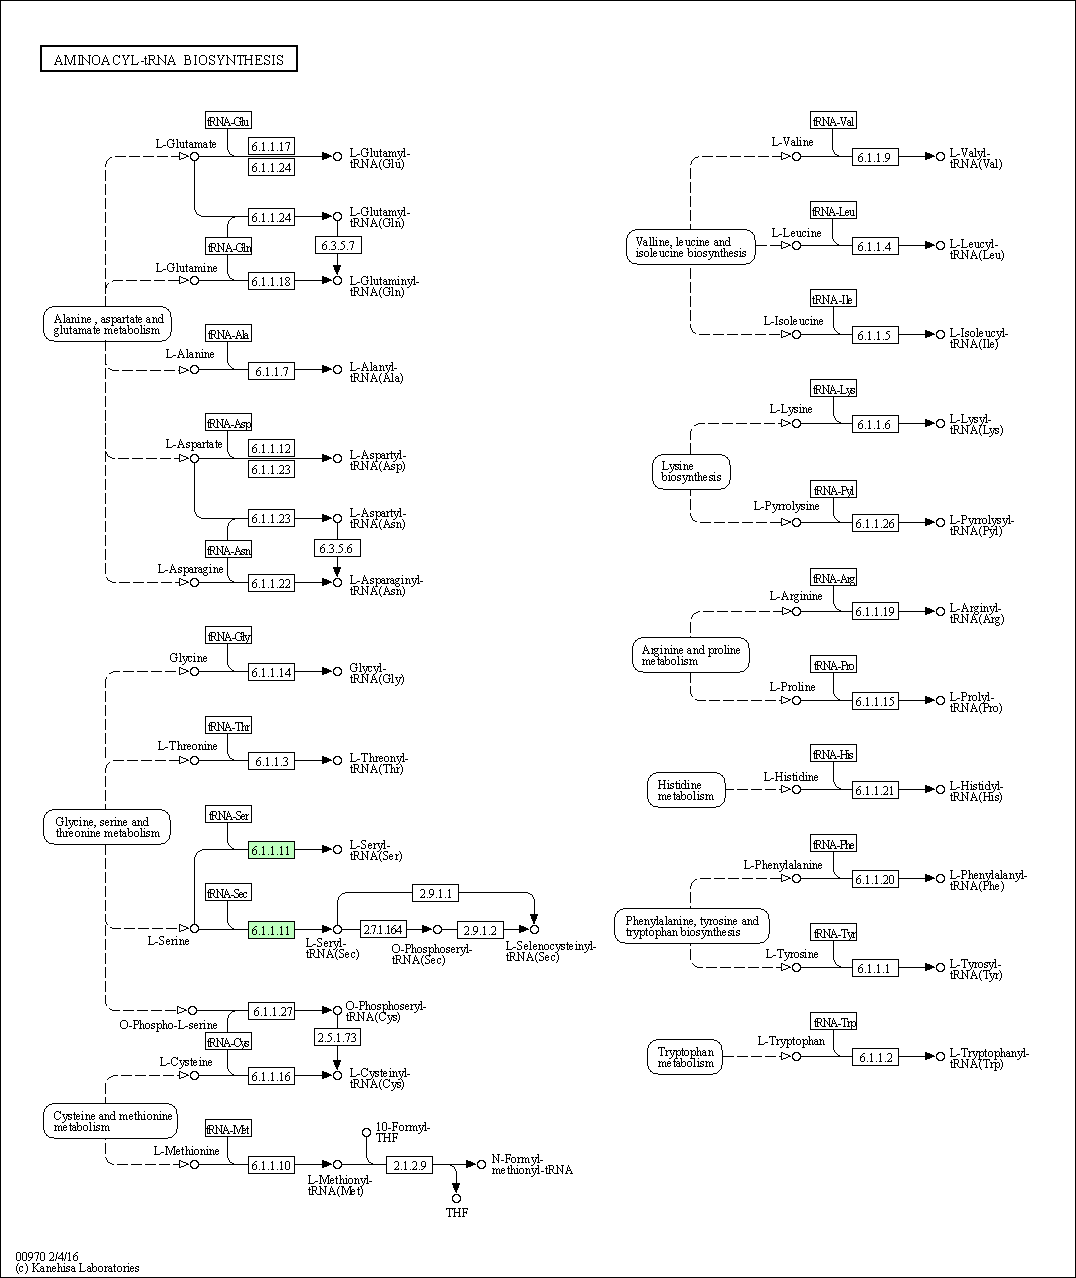 AMINOACYL-tRNA BIOSYNTHESIS
tRNA-Glu
L-Glutamate
6.1.1.17
6.1.1.24
L-Glutamyl-
tRNA(Glu)
6.1.1.24
L-Glutamyl-
tRNA(Gln)
tRNA-Gln
6.3.5.7
L-Glutamine
6.1.1.18
L-Glutaminyl-
tRNA(Gln)
Alanine , aspartate and
glutamate metabolism
tRNA-Ala
L-Alanine
6.1.1.7
L-Alanyl-
tRNA(Ala)
tRNA-Asp
L-Aspartate
6.1.1.12
6.1.1.23
L-Aspartyl-
tRNA(Asp)
6.1.1.23
L-Aspartyl-
tRNA(Asn)
tRNA-Asn
6.3.5.6
L-Asparagine
6.1.1.22
L-Asparaginyl-
tRNA(Asn)
tRNA-Gly
Glycine
6.1.1.14
Glycyl-
tRNA(Gly)
tRNA-Thr
L-Threonine
6.1.1.3
L-Threonyl-
tRNA(Thr)
Glycine, serine and
threonine metabolism
tRNA-Ser
6.1.1.11
L-Seryl-
tRNA(Ser)
tRNA-Sec
L-Serine
6.1.1.11
L-Seryl-
tRNA(Sec)
2.9.1.1
2.7.1.164
O-Phosphoseryl-
tRNA(Sec)
2.9.1.2
L-Selenocysteinyl-
tRNA(Sec)
O-Phospho-L-serine
6.1.1.27
O-Phosphoseryl-
tRNA(Cys)
tRNA-Cys
2.5.1.73
L-Cysteine
6.1.1.16
L-Cysteinyl-
tRNA(Cys)
Cysteine and methionine
metabolism
tRNA-Met
L-Methionine
6.1.1.10
L-Methionyl-
tRNA(Met)
10-Formyl-
THF
2.1.2.9
N-Formyl-
methionyl-tRNA
THF
tRNA-Val
L-Valine
6.1.1.9
L-Valyl-
tRNA(Val)
tRNA-Leu
Valline, leucine and
isoleucine biosynthesis
L-Leucine
6.1.1.4
L-Leucyl-
tRNA(Leu)
tRNA-Ile
L-Isoleucine
6.1.1.5
L-Isoleucyl-
tRNA(Ile)
tRNA-Lys
L-Lysine
6.1.1.6
L-Lysyl-
tRNA(Lys)
Lysine
biosynthesis
tRNA-Pyl
L-Pyrrolysine
6.1.1.26
L-Pyrrolysyl-
tRNA(Pyl)
tRNA-Arg
L-Arginine
6.1.1.19
L-Arginyl-
tRNA(Arg)
Arginine and proline
metabolism
tRNA-Pro
L-Proline
6.1.1.15
L-Prolyl-
tRNA(Pro)
tRNA-His
Histidine
metabolism
L-Histidine
6.1.1.21
L-Histidyl-
tRNA(His)
tRNA-Phe
L-Phenylalanine
6.1.1.20
L-Phenylalanyl-
tRNA(Phe)
Phenylalanine, tyrosine and
tryptophan biosynthesis
tRNA-Tyr
L-Tyrosine
6.1.1.1
L-Tyrosyl-
tRNA(Tyr)
tRNA-Trp
Tryptophan
metabolism
L-Tryptophan
6.1.1.2
L-Tryptophanyl-
tRNA(Trp)
00970 2/4/16
(c) Kanehisa Laboratories